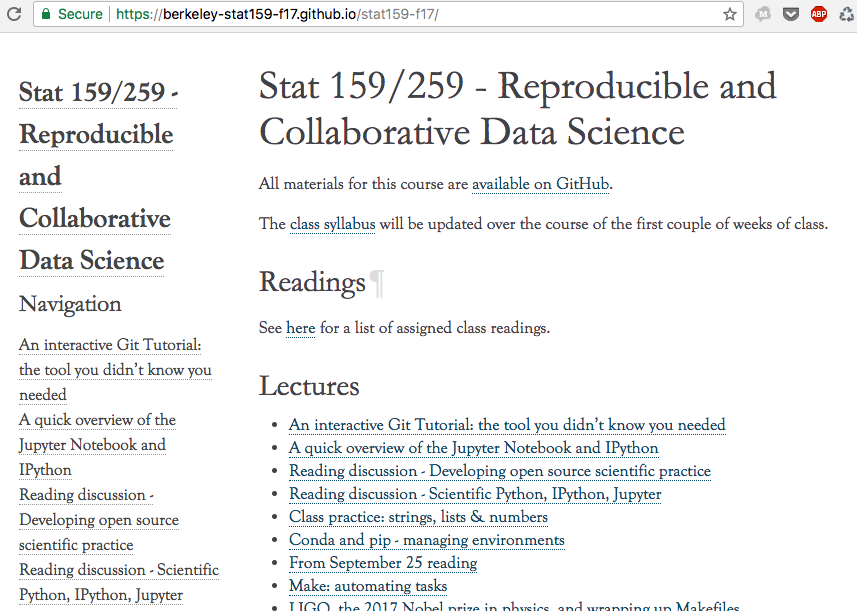 Secure https://berkeley-stat159-f17.github.io/stat159-f17/
M ABP
Stat 159/259 -
Reproducible
and
Collaborative
Data Science
Navigation
An interactive Git Tutorial:
the tool you didn't know you
needed
A quick overview of the
Jupyter Notebook and
IPython
Reading discussion -
Developing open source
scientific practice
Reading discussion - Scientific
Python, IPython, Jupyter
Stat 159/259 - Reproducible and
Collaborative Data Science
All materials for this course are available on GitHub.
The class syllabus will be updated over the course of the first couple of weeks of class.
Readings¶
See here for a list of assigned class readings.
Lectures
• An interactive Git Tutorial: the tool you didn't know you needed
• A quick overview of the Jupyter Notebook and IPython
• Reading discussion - Developing open source scientific practice
• Reading discussion - Scientific Python, IPython, Jupyter
• Class practice: strings, lists & numbers
• Conda and pip - managing environments
• From September 25 reading
• Make: automating tasks
• LIGO, the 2017 Nobel prize in physics, and wrapping up Makefiles